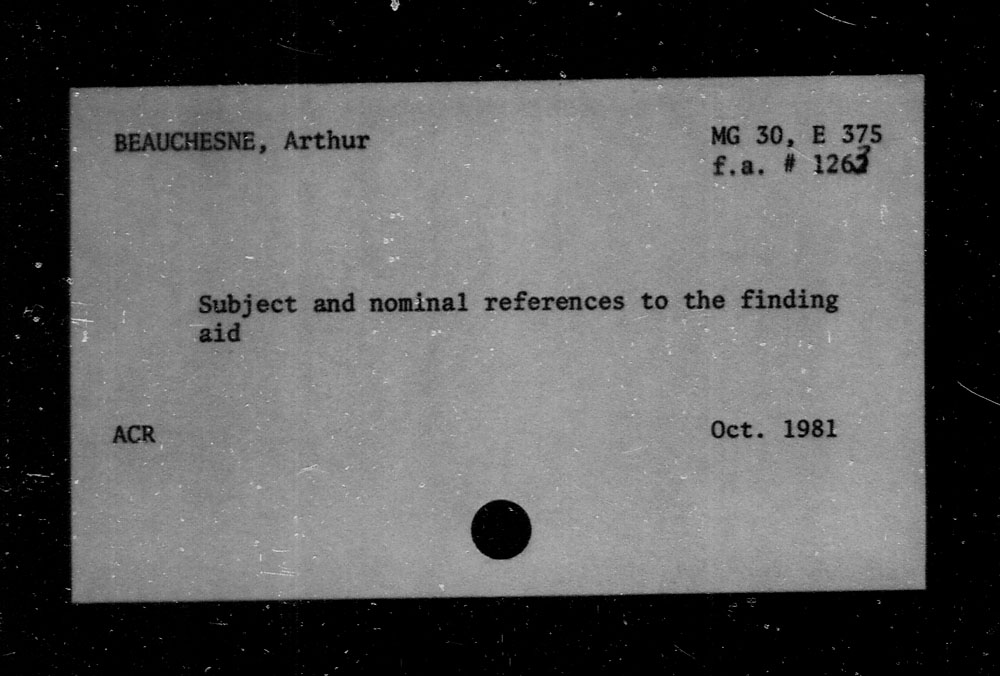 BEAUCHESNE, Arthur
MG 30, E 375
f.a. # 1263
Subject and nominal references to the finding
aid
ACR
Oct. 1981